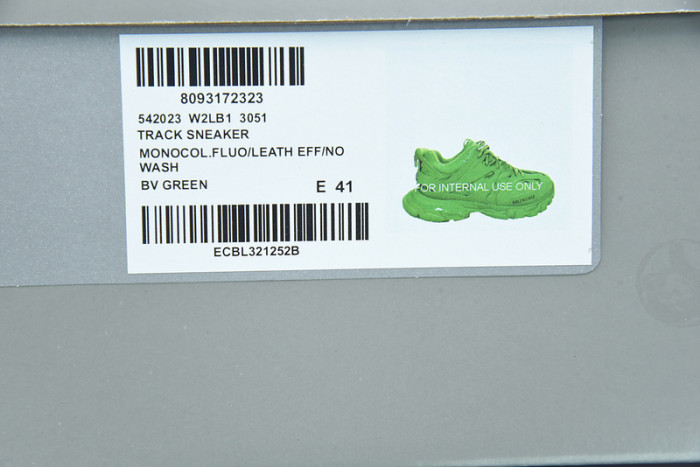 8093172323
542023 W2LB1 3051
TRACK SNEAKER
MONOCOL.FLUO/LEATH EFF/NO
WASH
BV GREEN E 41
ECBL321252B
FOR INTERNAL USE ONLY